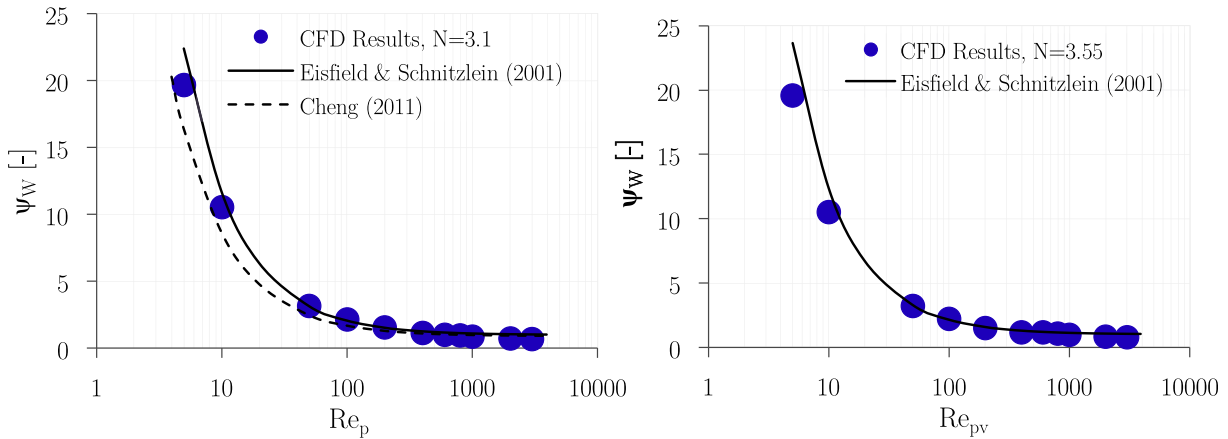 25
20
15
10
5
0
ψW [-]
CFD Results, N=3.1
Eisfield & Schnitzlein (2001)
Cheng (2011)
1
10
100
1000
10000
Rep
25
20
15
10
5
0
ψW [-]
CFD Results, N=3.55
Eisfield & Schnitzlein (2001)
1
10
100
1000
10000
Repv